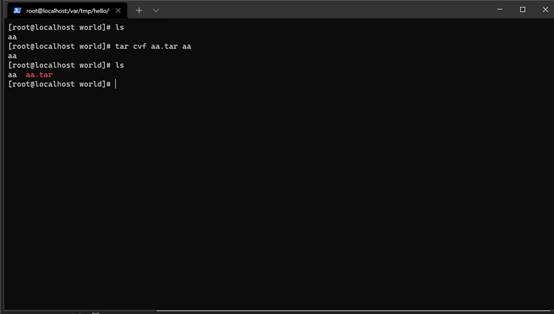 root@localhost:/var/tmp/hello/
[root@localhost world]# ls
aa
[root@localhost world]# tar cvf aa.tar aa
aa
[root@localhost world]# ls
aa aa.tar
[root@localhost world]#